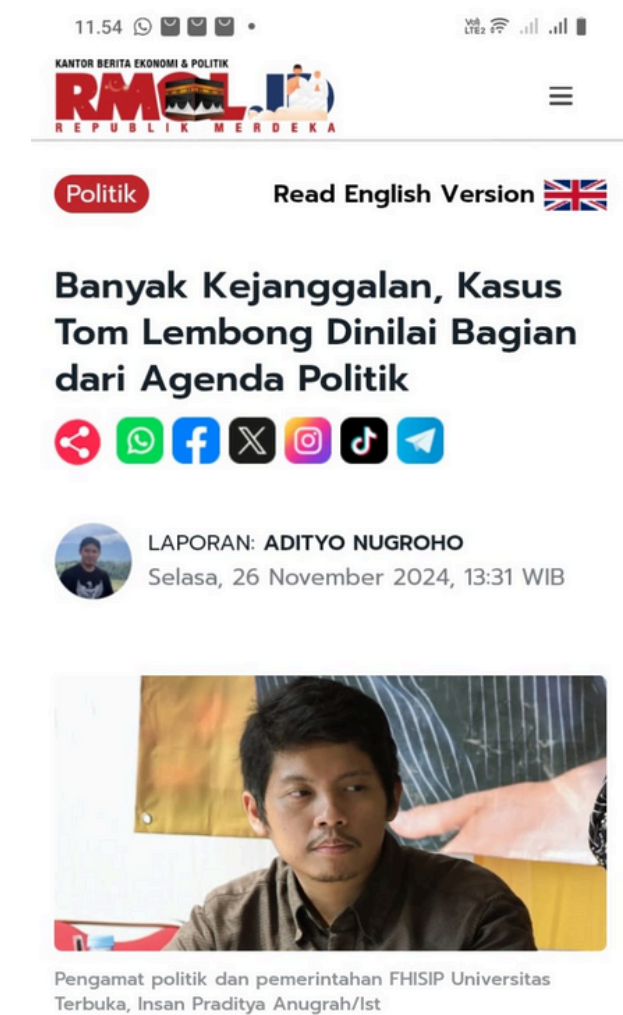 11.54
Vo)) LTE2
KANTOR BERITA EKONOMI & POLITIK
RMOL.ID
REPUBLIK MERDEKA
Politik
Read English Version
Banyak Kejanggalan, Kasus
Tom Lembong Dinilai Bagian
dari Agenda Politik
LAPORAN: ADITYO NUGROHO
Selasa, 26 November 2024, 13:31 WIB
Pengamat politik dan pemerintahan FHISIP Universitas
Terbuka, Insan Praditya Anugrah/Ist